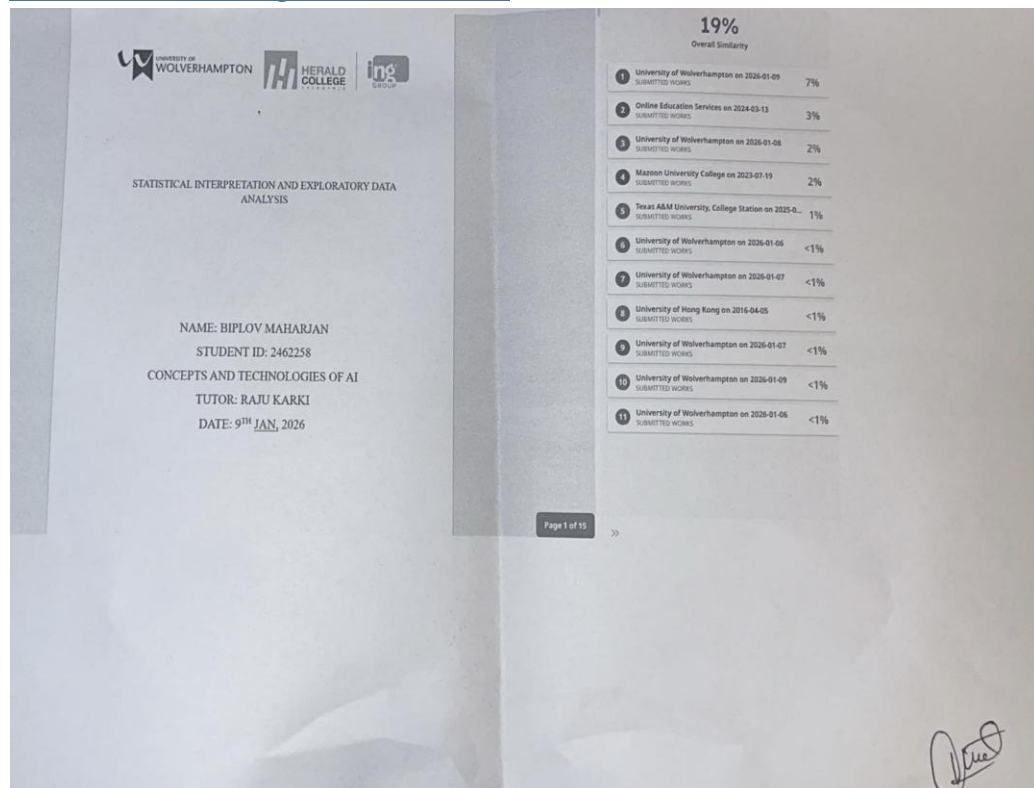 UNIVERSITY OF
WOLVERHAMPTON
HERALD
COLLEGE
ing
GROUP
STATISTICAL INTERPRETATION AND EXPLORATORY DATA
ANALYSIS
NAME: BIPLOV MAHARJAN
STUDENT ID: 2462258
CONCEPTS AND TECHNOLOGIES OF AI
TUTOR: RAJU KARKI
DATE: 9TH JAN, 2026
19%
Overall Similarity
1 University of Wolverhampton on 2026-01-09 7%
SUBMITTED WORKS
2 Online Education Services on 2024-03-13 3%
SUBMITTED WORKS
3 University of Wolverhampton on 2026-01-08 2%
SUBMITTED WORKS
4 Mazoon University College on 2023-07-19 2%
SUBMITTED WORKS
5 Texas A&M University, College Station on 2025-0... 1%
SUBMITTED WORKS
6 University of Wolverhampton on 2026-01-06 <1%
SUBMITTED WORKS
7 University of Wolverhampton on 2026-01-07 <1%
SUBMITTED WORKS
8 University of Hong Kong on 2016-04-05 <1%
SUBMITTED WORKS
9 University of Wolverhampton on 2026-01-07 <1%
SUBMITTED WORKS
10 University of Wolverhampton on 2026-01-09 <1%
SUBMITTED WORKS
11 University of Wolverhampton on 2026-01-06 <1%
SUBMITTED WORKS
Page 1 of 15 »